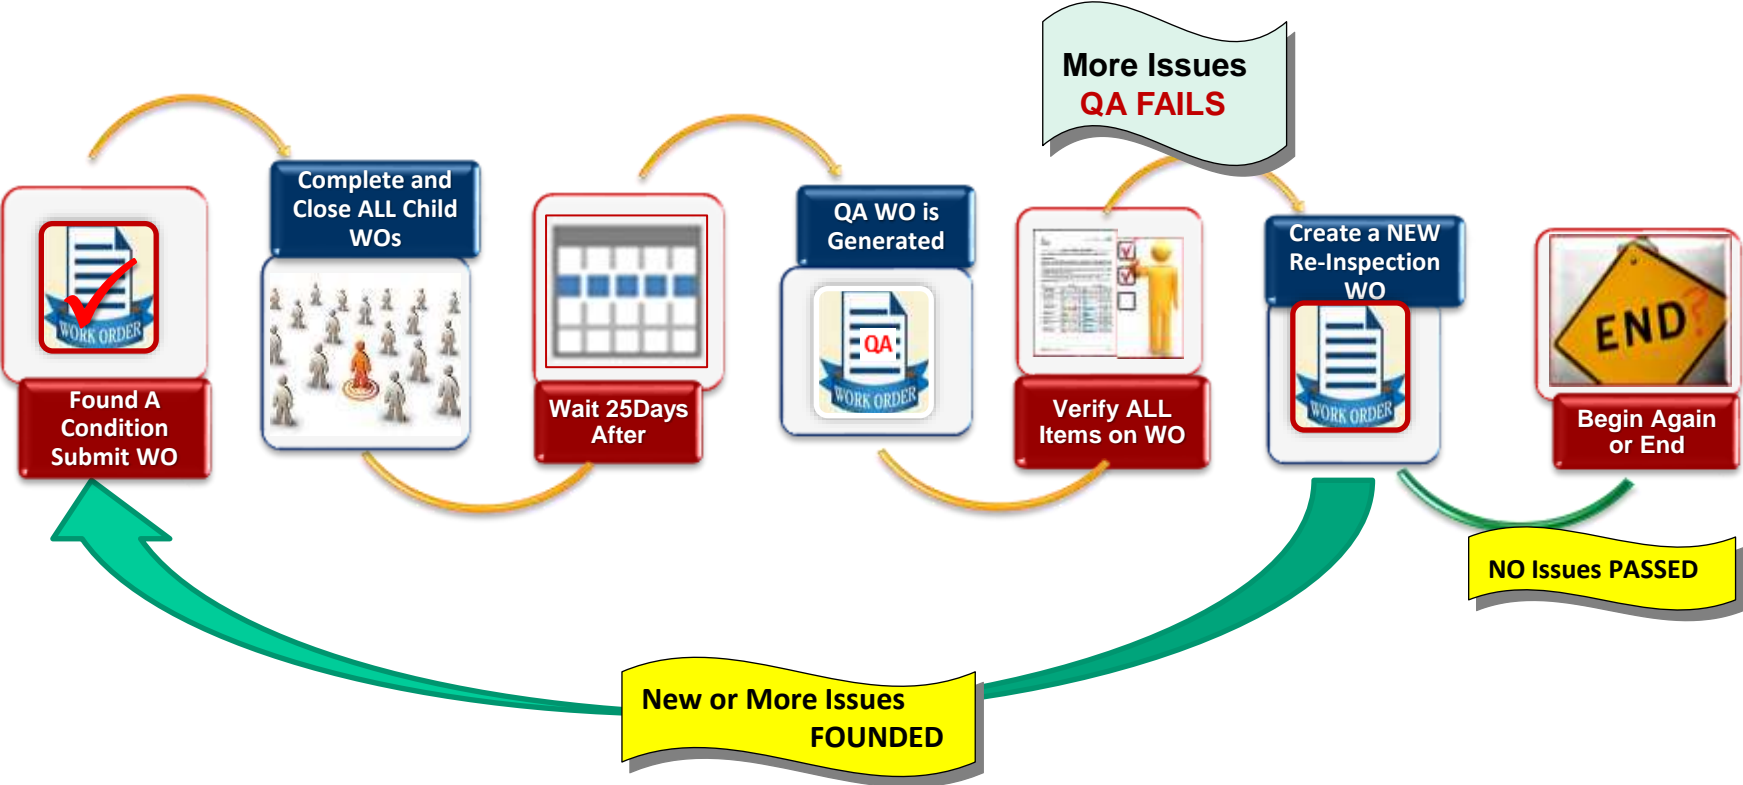 More Issues
QA FAILS
Complete and
Close ALL Child
WOs
QA WO is
Generated
Create a NEW
Re-Inspection
WO
WORK ORDER
QA
WORK ORDER
WORK ORDER
END?
Found A
Condition
Submit WO
Wait 25Days
After
Verify ALL
Items on WO
Begin Again
or End
NO Issues PASSED
New or More Issues
FOUNDED